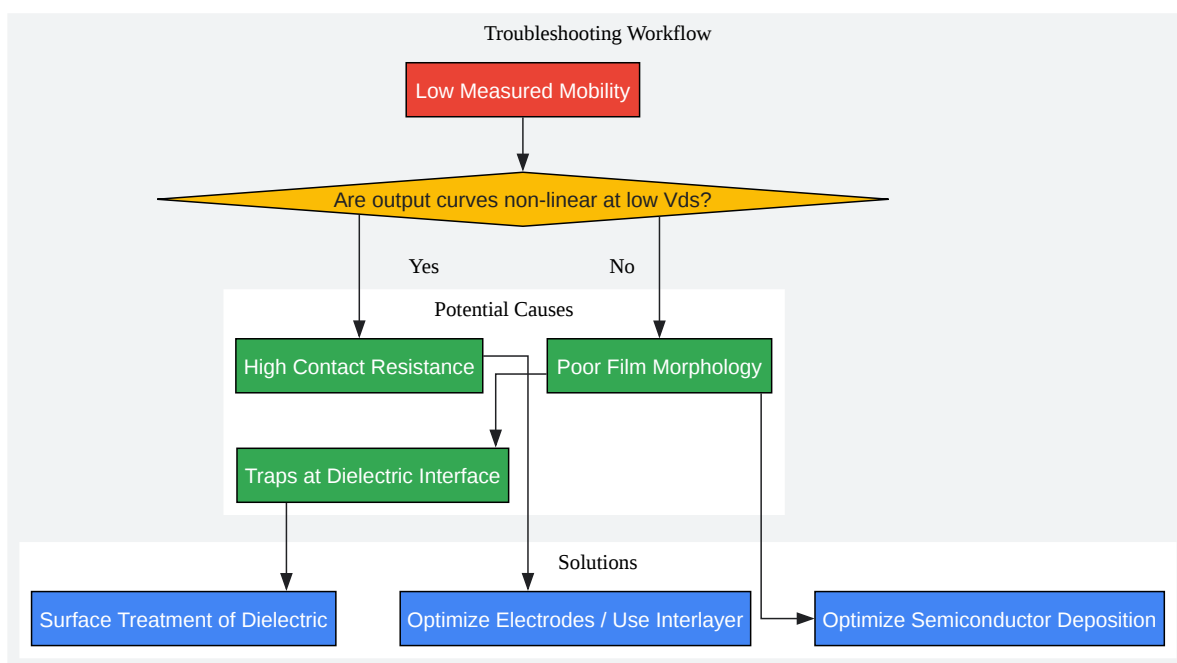 Troubleshooting Workflow
Low Measured Mobility
Are output curves non-linear at low Vds?
Yes
No
Potential Causes
High Contact Resistance
Poor Film Morphology
Traps at Dielectric Interface
Solutions
Surface Treatment of Dielectric
Optimize Electrodes / Use Interlayer
Optimize Semiconductor Deposition